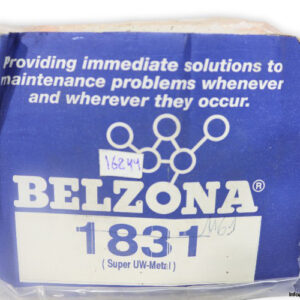 Providing immediate solutions to
maintenance problems whenever
and wherever they occur.
16244
BELZONA®
1831
(Super UW-Metal)